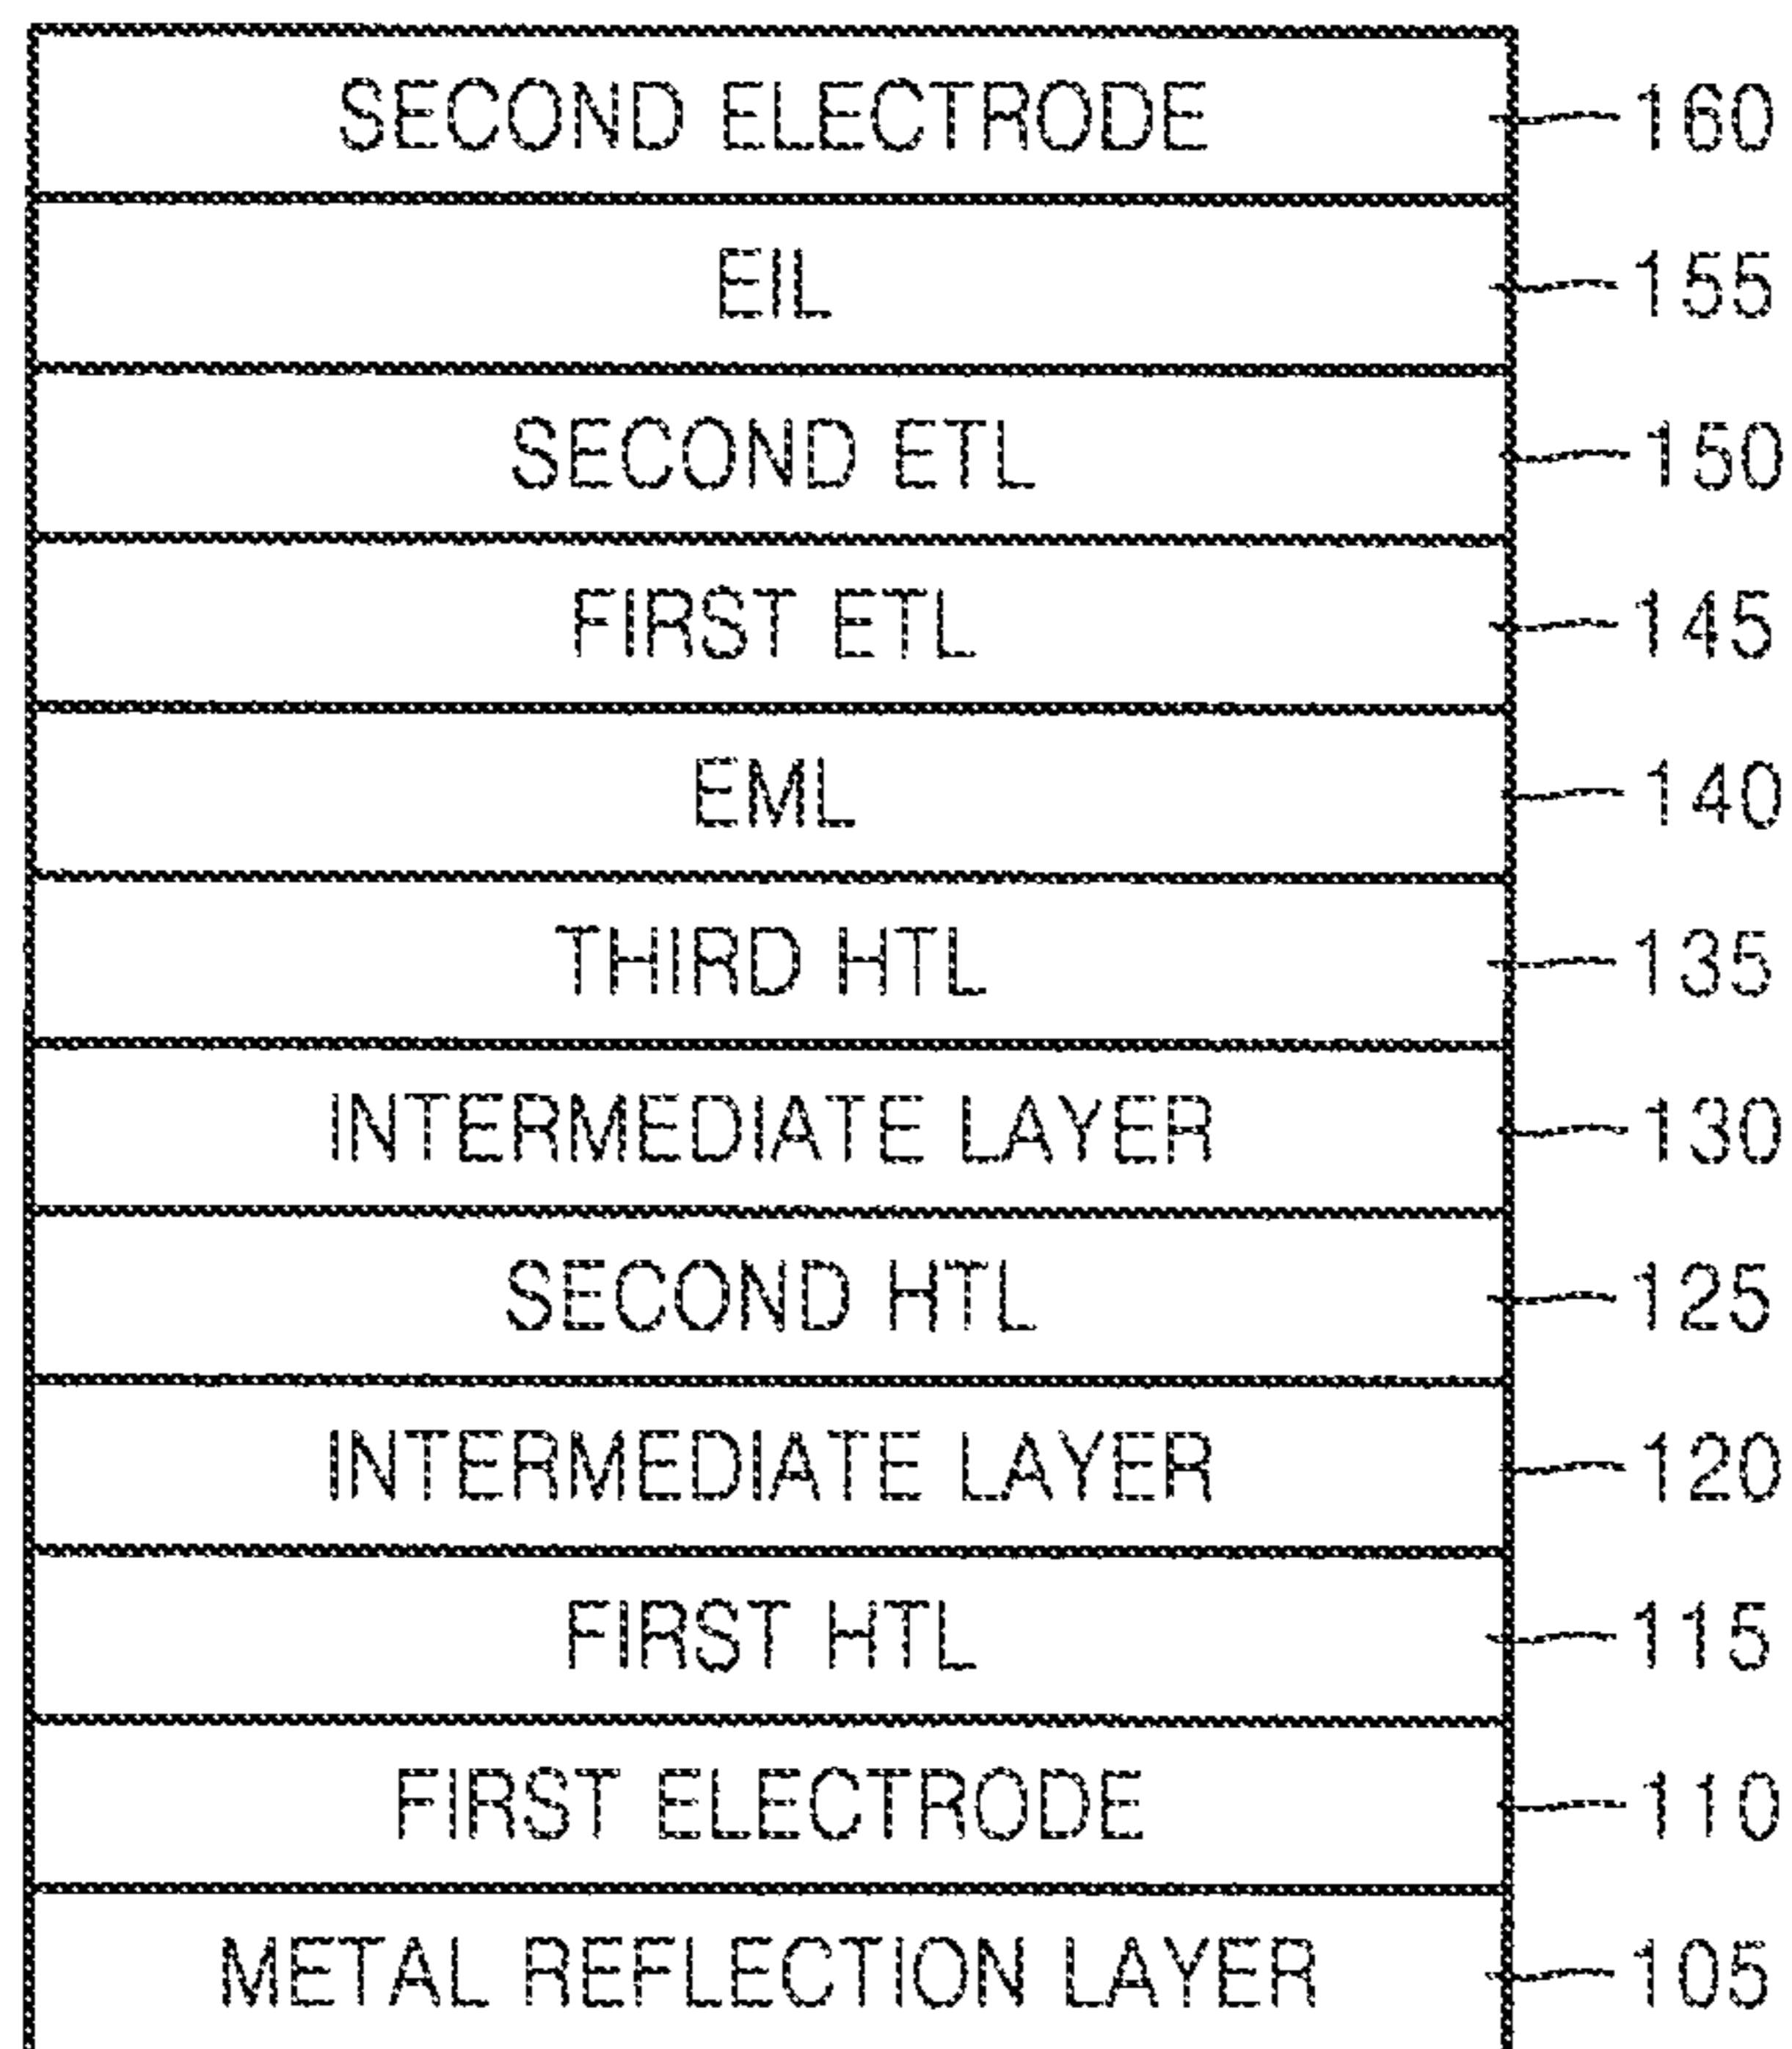 SECOND ELECTRODE 160
EIL 155
SECOND ETL 150
FIRST ETL 145
EML 140
THIRD HTL 135
INTERMEDIATE LAYER 130
SECOND HTL 125
INTERMEDIATE LAYER 120
FIRST HTL 115
FIRST ELECTRODE 110
METAL REFLECTION LAYER 105